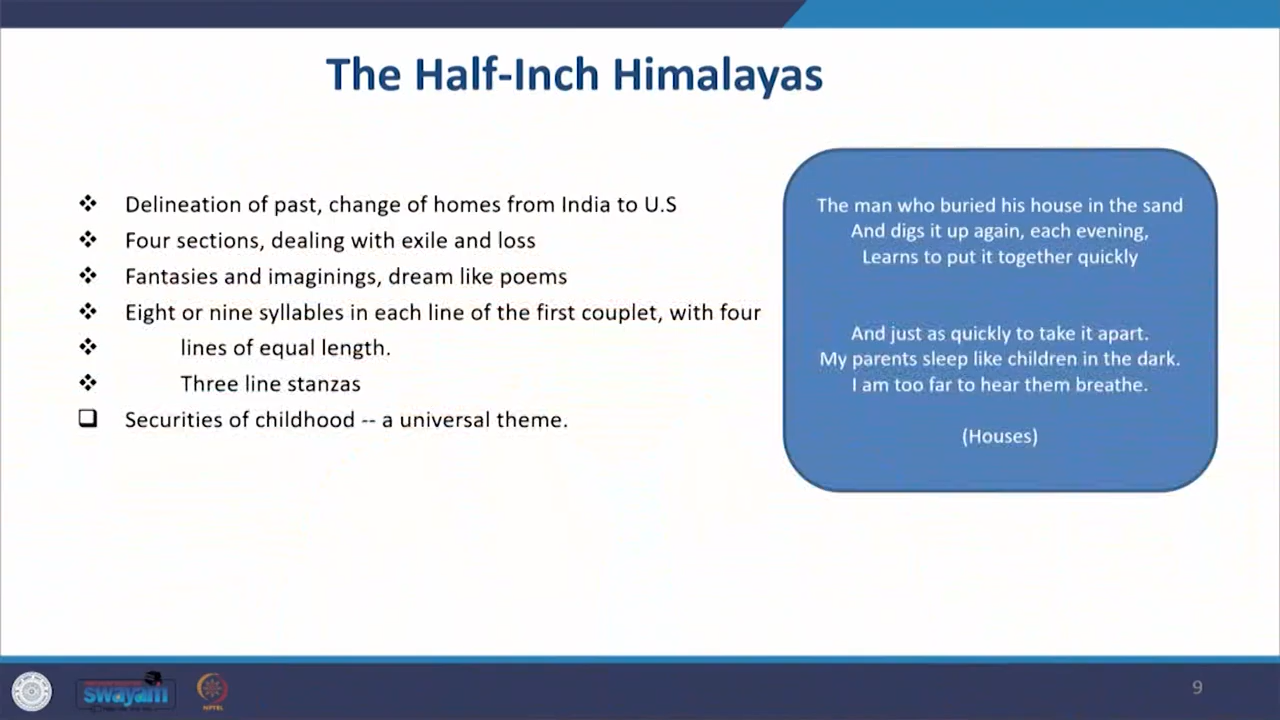 The Half-Inch Himalayas
❖ Delineation of past, change of homes from India to U.S
❖ Four sections, dealing with exile and loss
❖ Fantasies and imaginings, dream like poems
❖ Eight or nine syllables in each line of the first couplet, with four
❖ lines of equal length.
❖ Three line stanzas
❑ Securities of childhood -- a universal theme.
The man who buried his house in the sand
And digs it up again, each evening,
Learns to put it together quickly
And just as quickly to take it apart.
My parents sleep like children in the dark.
I am too far to hear them breathe.
(Houses)
swayam
NPTEL
9